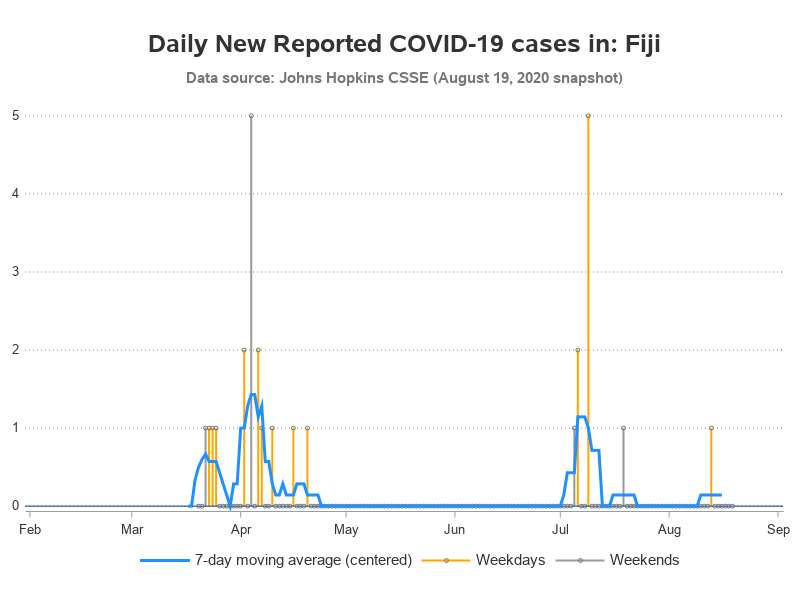 Daily New Reported COVID-19 cases in: Fiji
Data source: Johns Hopkins CSSE (August 19, 2020 snapshot)
5
4
3
2
1
0
Feb Mar Apr May Jun Jul Aug Sep
7-day moving average (centered) Weekdays Weekends